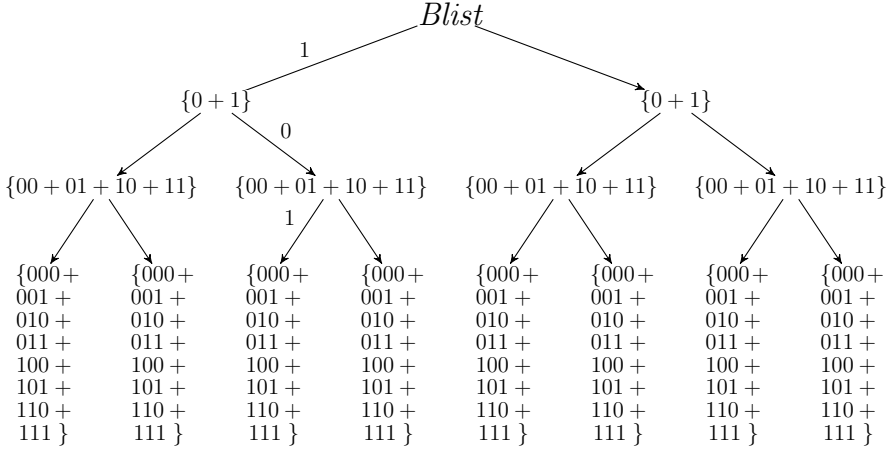 Blist
1
{0 + 1} {0 + 1}
0
{00 + 01 + 10 + 11} {00 + 01 + 10 + 11} {00 + 01 + 10 + 11} {00 + 01 + 10 + 11}
1
{000 + {000 + {000 + {000 + {000 + {000 + {000 + {000 +
001 + 001 + 001 + 001 + 001 + 001 + 001 + 001 +
010 + 010 + 010 + 010 + 010 + 010 + 010 + 010 +
011 + 011 + 011 + 011 + 011 + 011 + 011 + 011 +
100 + 100 + 100 + 100 + 100 + 100 + 100 + 100 +
101 + 101 + 101 + 101 + 101 + 101 + 101 + 101 +
110 + 110 + 110 + 110 + 110 + 110 + 110 + 110 +
111 } 111 } 111 } 111 } 111 } 111 } 111 } 111 }